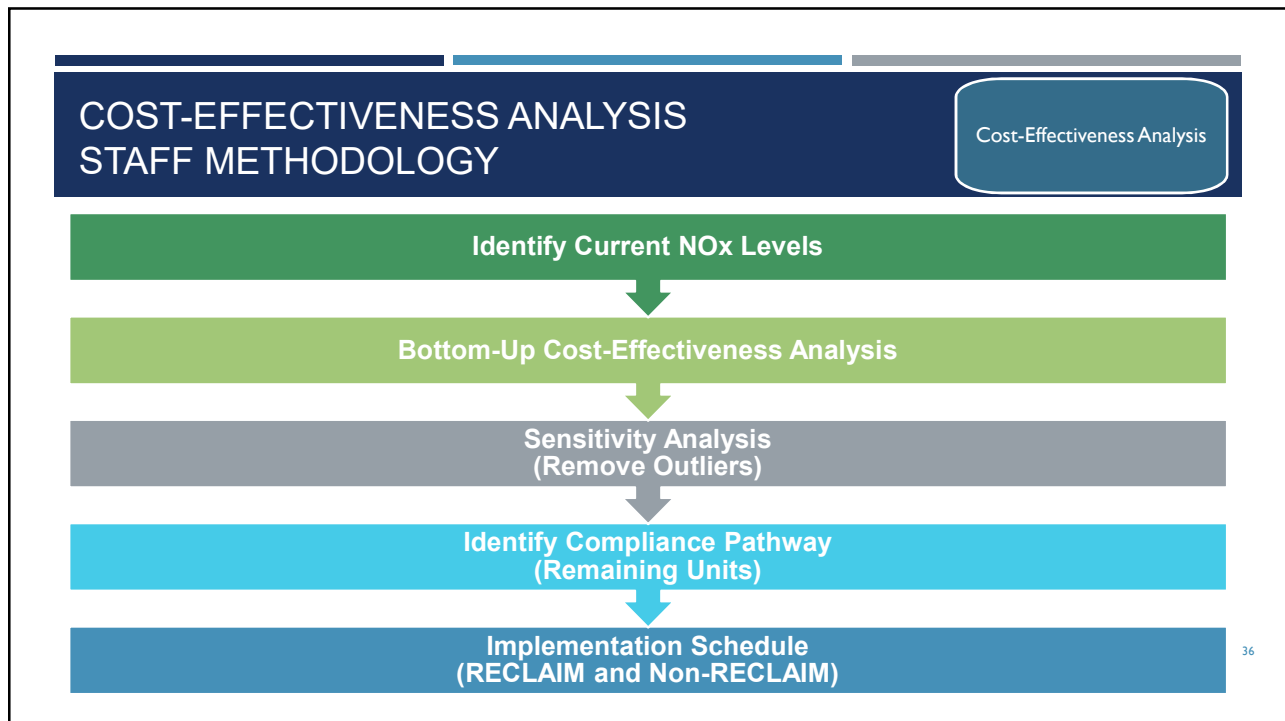 COST-EFFECTIVENESS ANALYSIS
STAFF METHODOLOGY
Cost-Effectiveness Analysis
Identify Current NOx Levels
Bottom-Up Cost-Effectiveness Analysis
Sensitivity Analysis
(Remove Outliers)
Identify Compliance Pathway
(Remaining Units)
Implementation Schedule
(RECLAIM and Non-RECLAIM)
36